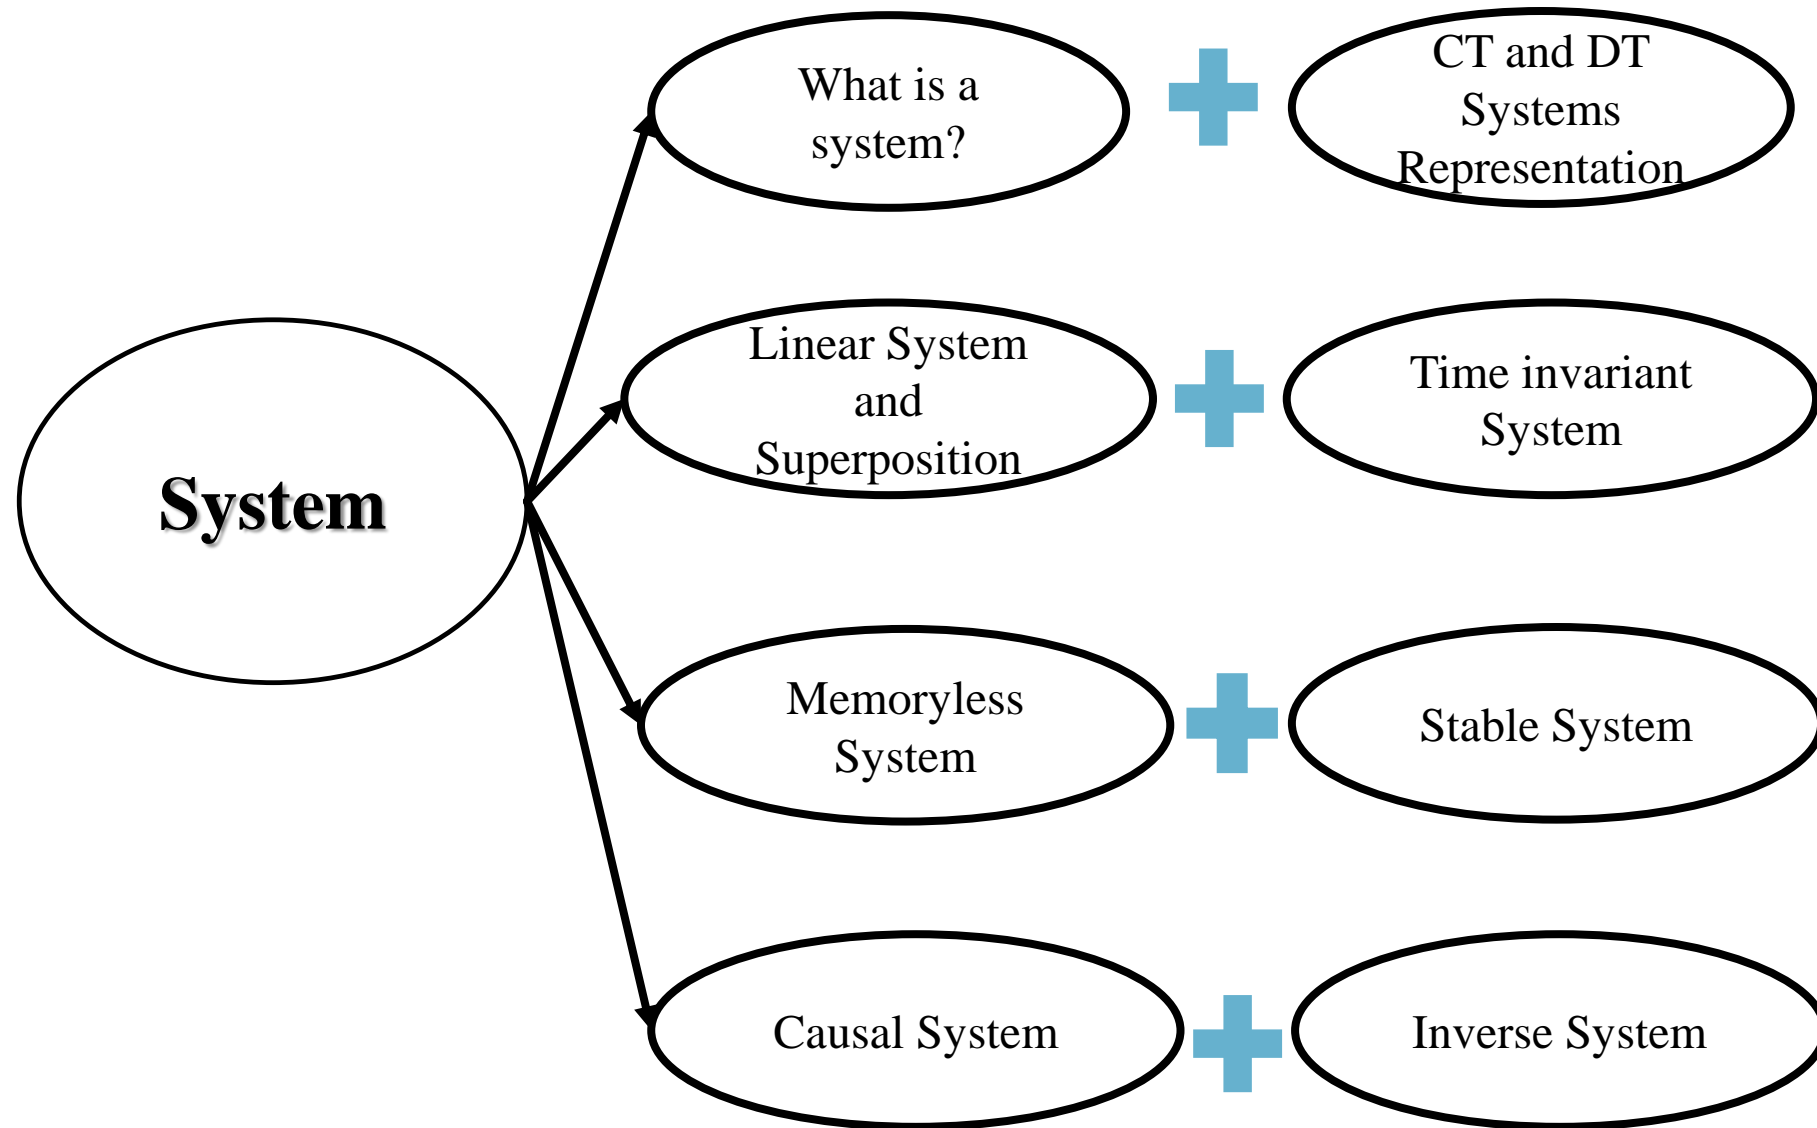 What is a
system?
CT and DT
Systems
Representation
Linear System
and
Superposition
Time invariant
System
System
Memoryless
System
Stable System
Causal System
Inverse System